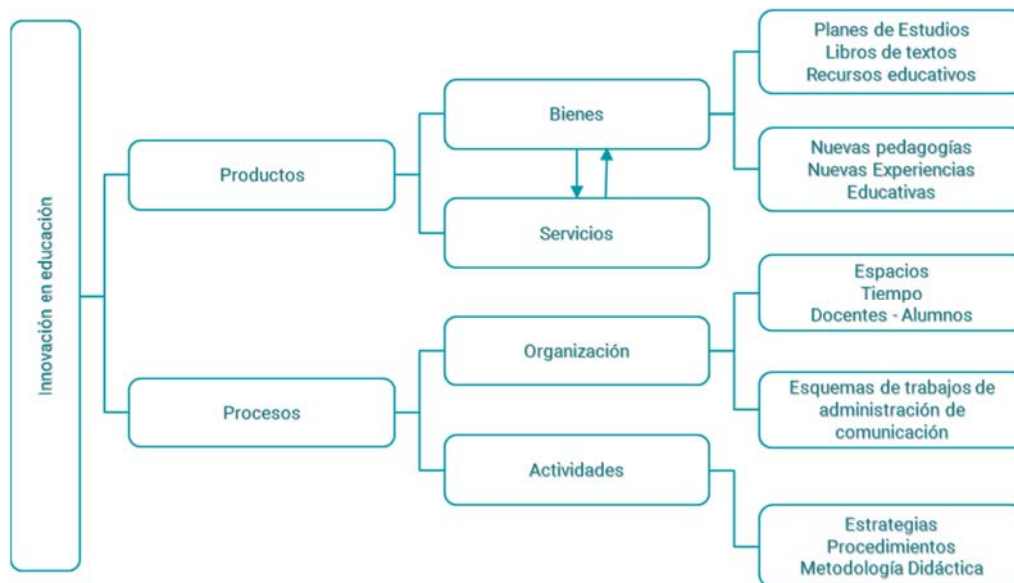 Innovación en educación
Productos
Bienes
Planes de Estudios
Libros de textos
Recursos educativos
Nuevas pedagogías
Nuevas Experiencias
Educativas
Servicios
Procesos
Organización
Espacios
Tiempo
Docentes - Alumnos
Esquemas de trabajos de
administración de
comunicación
Actividades
Estrategias
Procedimientos
Metodología Didáctica